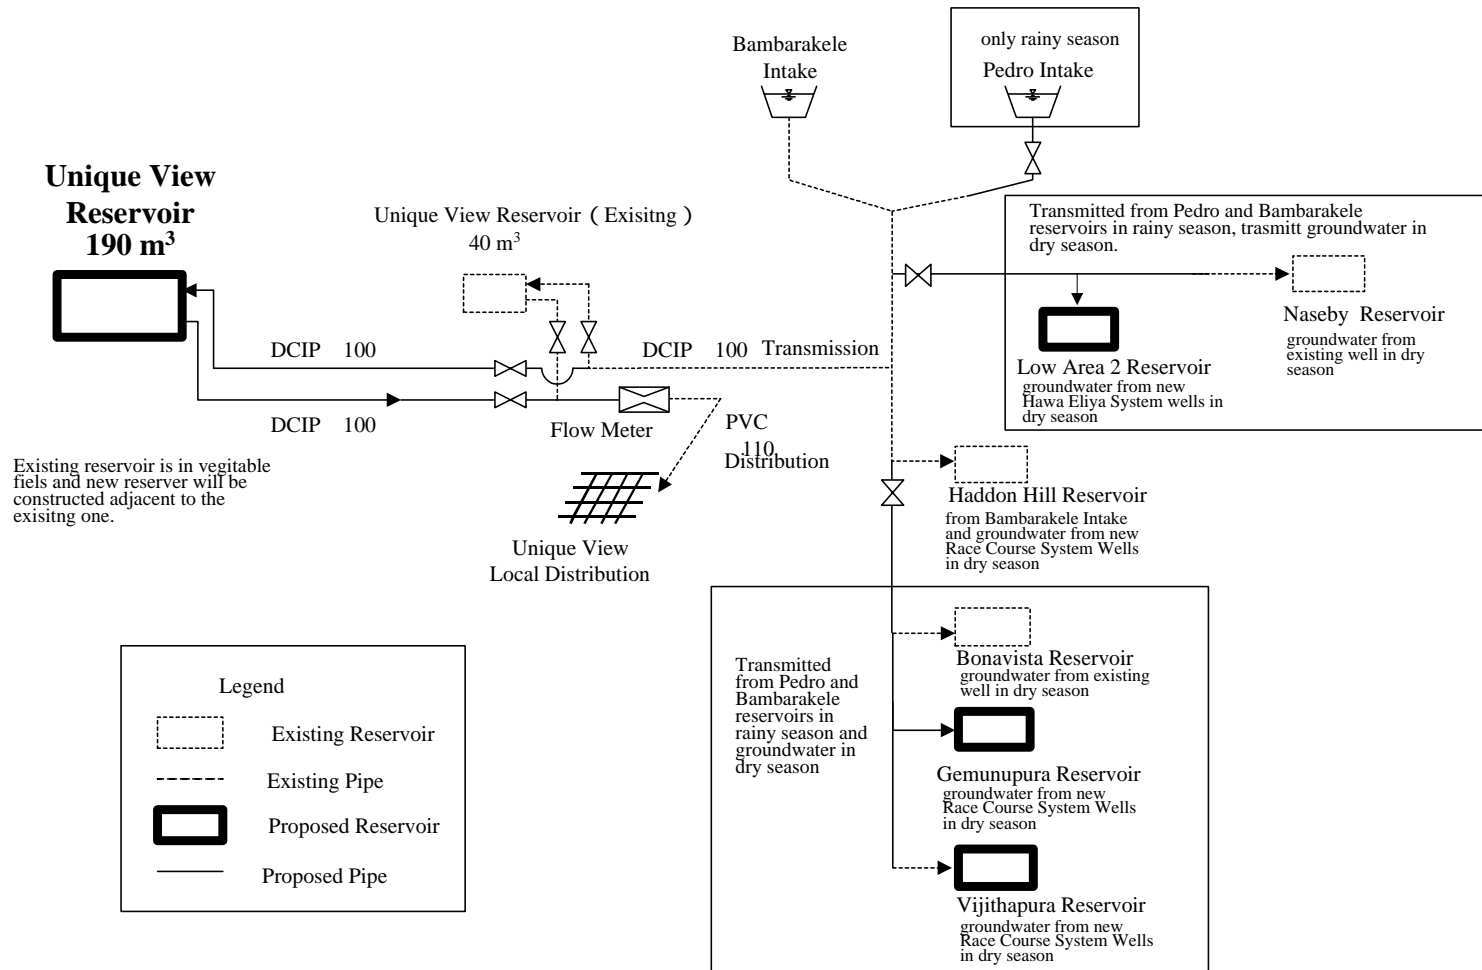 Bambarakele
Intake
only rainy season
Pedro Intake
Unique View
Reservoir
190 m³
Unique View Reservoir ( Exisitng )
40 m³
Transmitted from Pedro and Bambarakele
reservoirs in rainy season, trasmitt groundwater in
dry season.
Naseby Reservoir
groundwater from
existing well in dry
season
Low Area 2 Reservoir
groundwater from new
Hawa Eliya System wells in
dry season
DCIP 100
DCIP 100 Transmission
DCIP 100
Flow Meter
PVC
110
Distribution
Existing reservoir is in vegitable
fiels and new reserver will be
constructed adjacent to the
exisitng one.
Unique View
Local Distribution
Haddon Hill Reservoir
from Bambarakele Intake
and groundwater from new
Race Course System Wells
in dry season
Transmitted
from Pedro and
Bambarakele
reservoirs in
rainy season and
groundwater in
dry season
Bonavista Reservoir
groundwater from existing
well in dry season
Gemunupura Reservoir
groundwater from new
Race Course System Wells
in dry season
Vijithapura Reservoir
groundwater from new
Race Course System Wells
in dry season
Legend
Existing Reservoir
Existing Pipe
Proposed Reservoir
Proposed Pipe